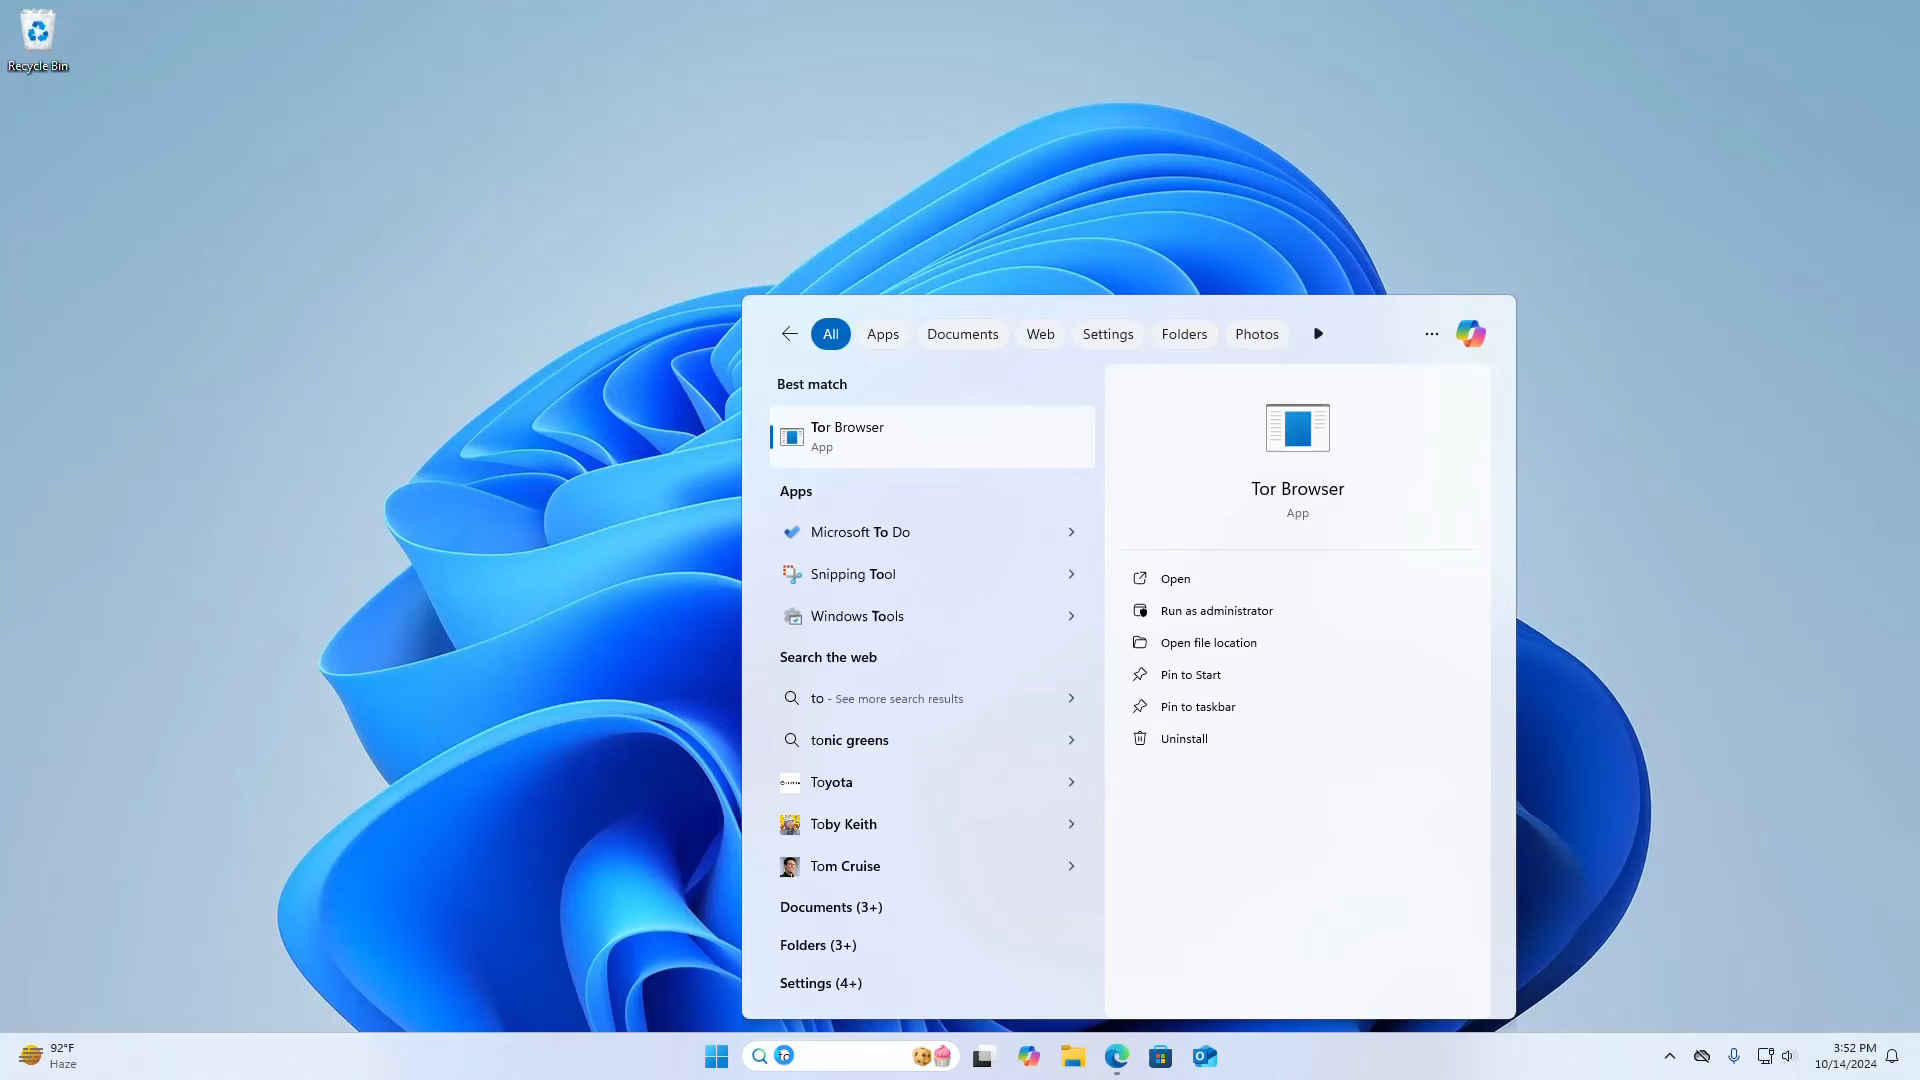 Recycle Bin
All
Apps
Documents
Web
Settings
Folders
Photos
Best match
Tor Browser
App
Apps
Microsoft To Do
Snipping Tool
Windows Tools
Search the web
to - See more search results
tonic greens
Toyota
Toby Keith
Tom Cruise
Documents (3+)
Folders (3+)
Settings (4+)
Tor Browser
App
Open
Run as administrator
Open file location
Pin to Start
Pin to taskbar
Uninstall
92°F
Haze
to
3:52 PM
10/14/2024